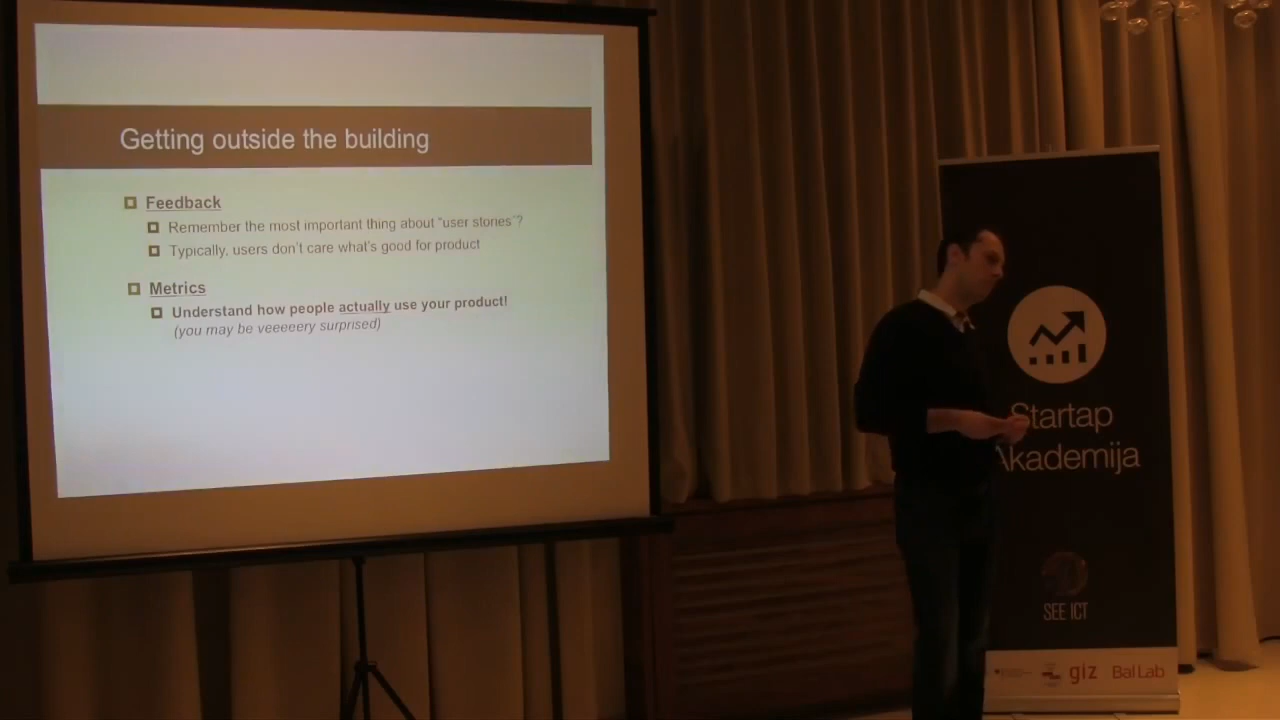 Getting outside the building
Feedback
Remember the most important thing about "user stories"?
Typically, users don't care what's good for product
Metrics
Understand how people actually use your product!
(you may be veeeeery surprised)
Startap
Akademija
SEE ICT
giz
Bal Lab